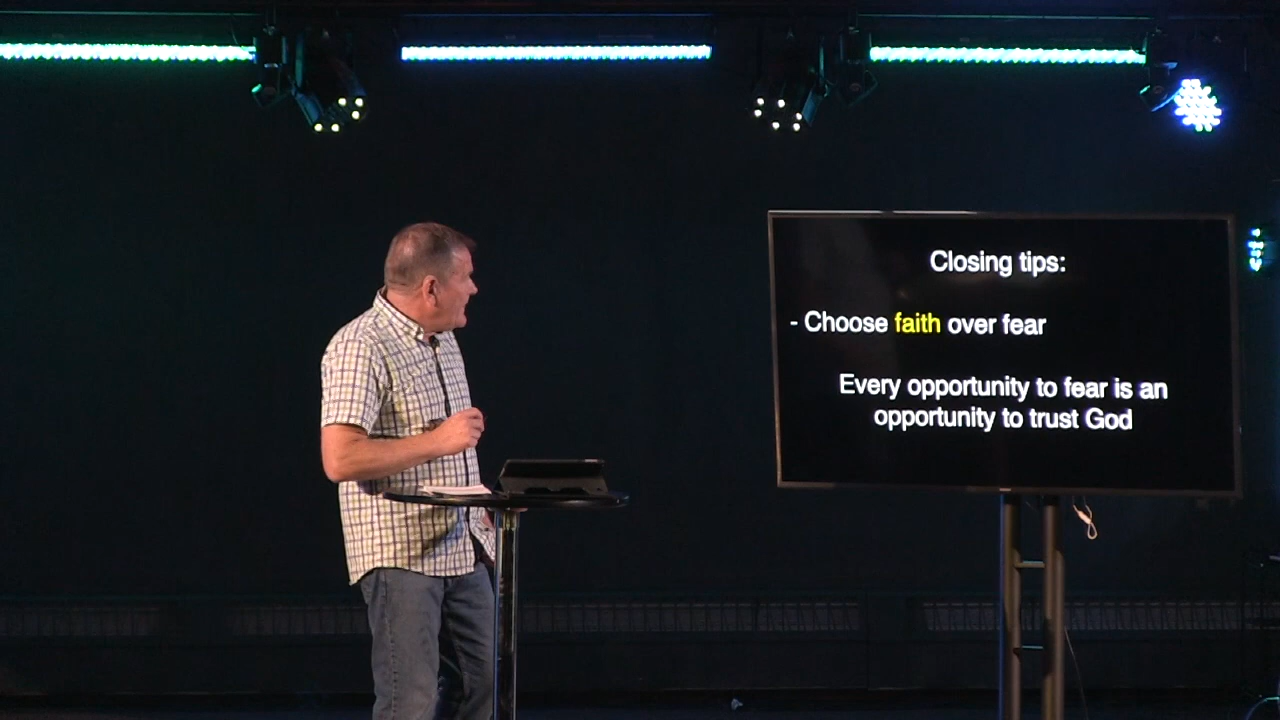 Closing tips:
- Choose faith over fear
Every opportunity to fear is an
opportunity to trust God